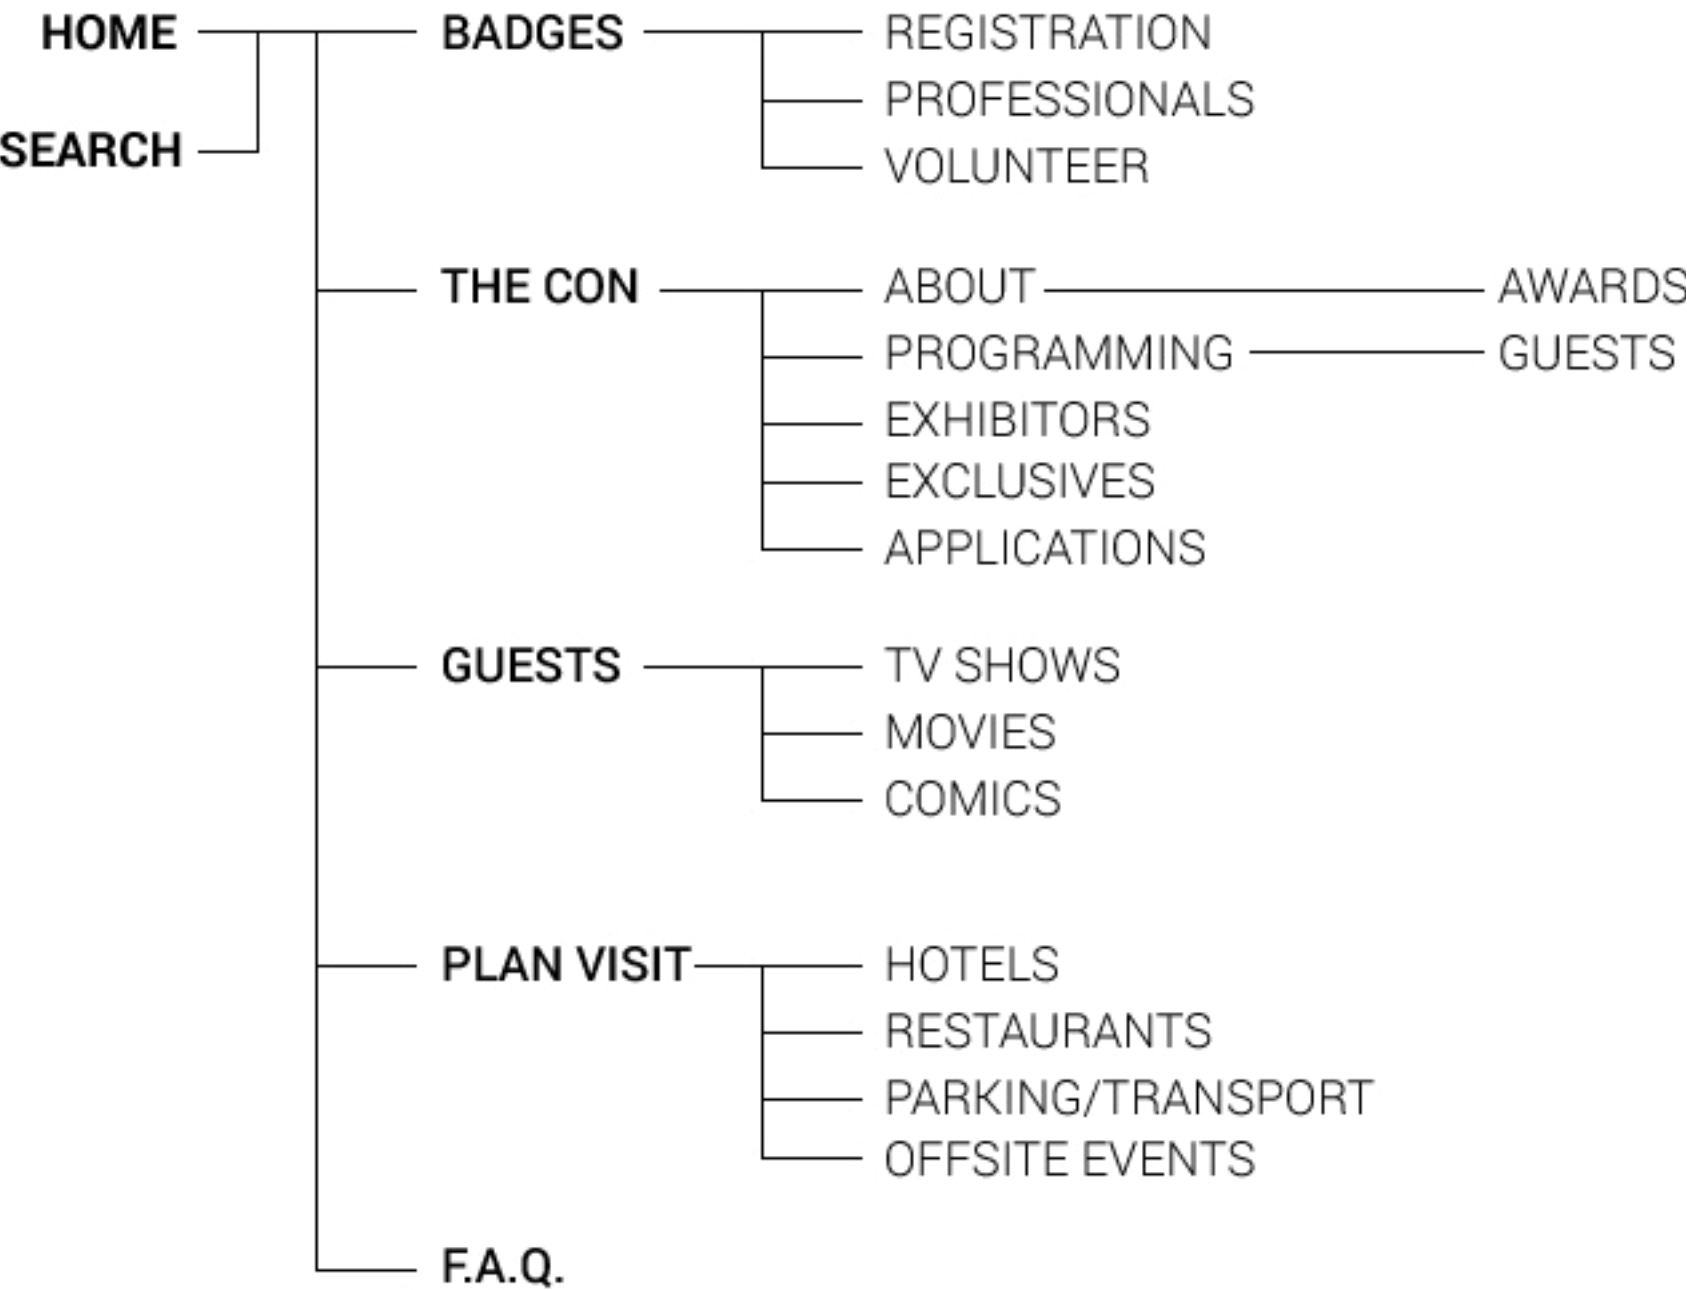 HOME BADGES REGISTRATION
PROFESSIONALS
SEARCH VOLUNTEER
THE CON ABOUT AWARDS
PROGRAMMING GUESTS
EXHIBITORS
EXCLUSIVES
APPLICATIONS
GUESTS TV SHOWS
MOVIES
COMICS
PLAN VISIT HOTELS
RESTAURANTS
PARKING/TRANSPORT
OFFSITE EVENTS
F.A.Q.